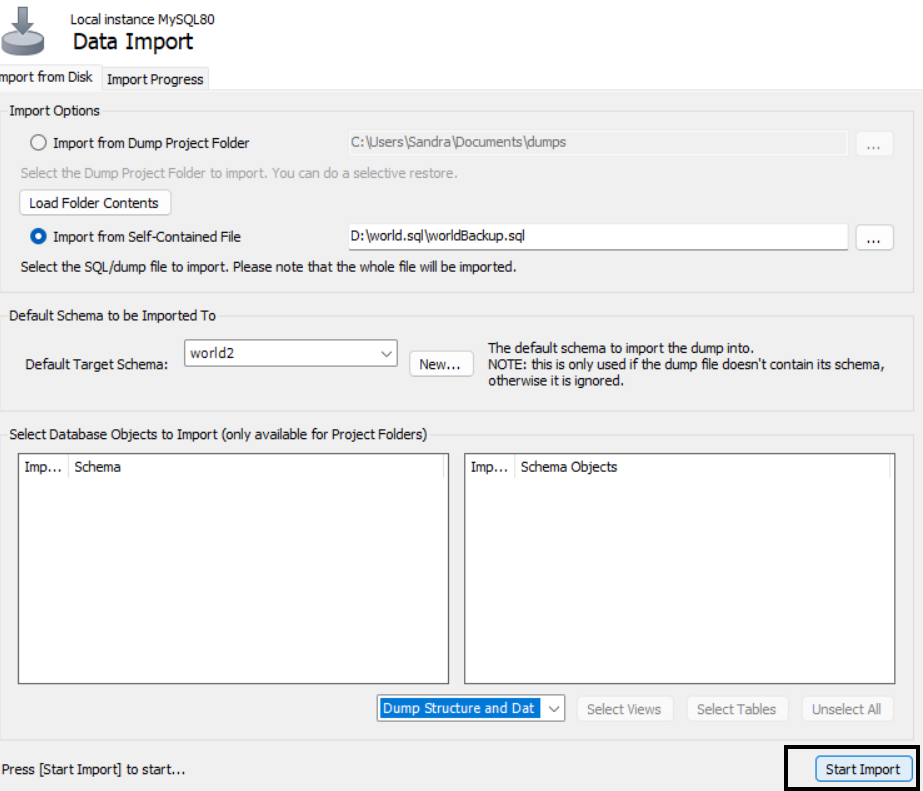 Local instance MySQL80
Data Import
mport from Disk
Import Progress
Import Options
Import from Dump Project Folder
C:\Users\Sandra\Documents\dumps
...
Select the Dump Project Folder to import. You can do a selective restore.
Load Folder Contents
Import from Self-Contained File
D:\world.sql\worldBackup.sql
...
Select the SQL/dump file to import. Please note that the whole file will be imported.
Default Schema to be Imported To
Default Target Schema:
world2
New...
The default schema to import the dump into.
NOTE: this is only used if the dump file doesn't contain its schema,
otherwise it is ignored.
Select Database Objects to Import (only available for Project Folders)
Imp... Schema
Imp... Schema Objects
Dump Structure and Dat
Select Views
Select Tables
Unselect All
Press [Start Import] to start...
Start Import